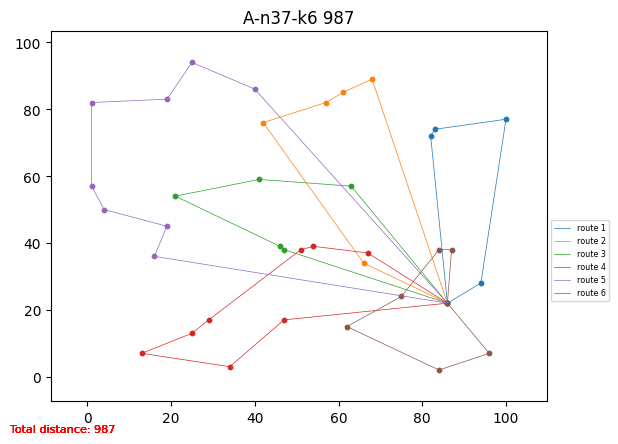 A-n37-k6 987
100
80
60
40
20
0
0 20 40 60 80 100
route 1
route 2
route 3
route 4
route 5
route 6
Total distance: 987